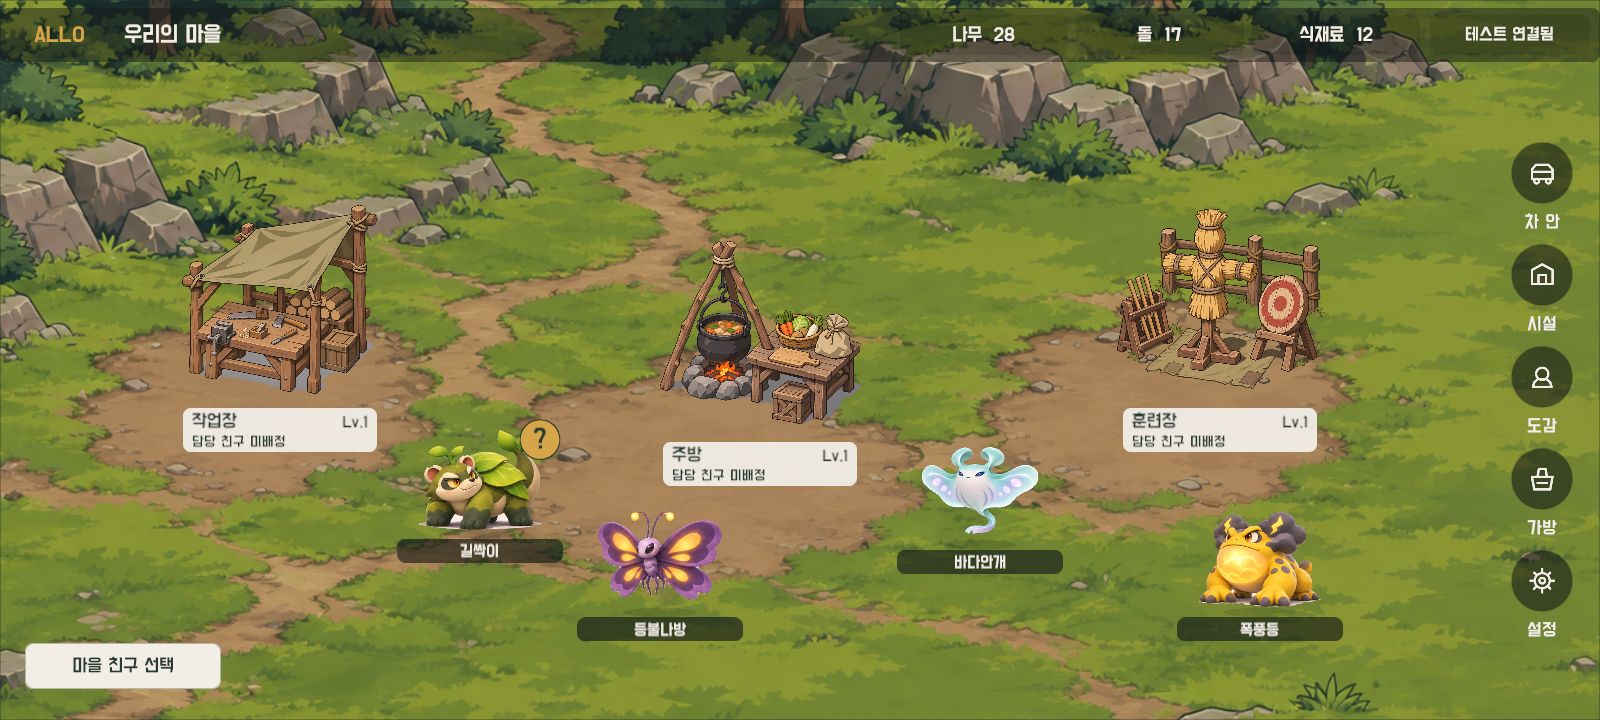 ALLO 우리의 마을 나무 28 돌 17 식재료 12 테스트 연결됨
차 안
시설
도감
가방
설정
작업장 Lv.1
담당 친구 미배정
주방 Lv.1
담당 친구 미배정
훈련장 Lv.1
담당 친구 미배정
?
길싹이
등불나방
바다안개
폭풍등
마을 친구 선택